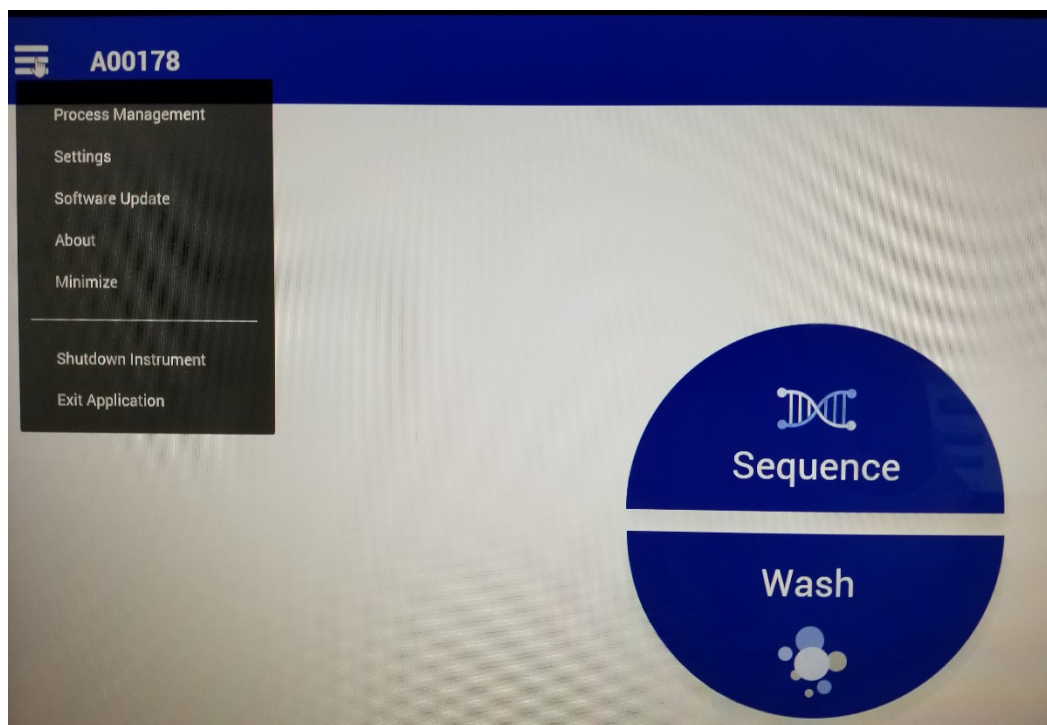 A00178
Process Management
Settings
Software Update
About
Minimize
Shutdown Instrument
Exit Application
Sequence
Wash